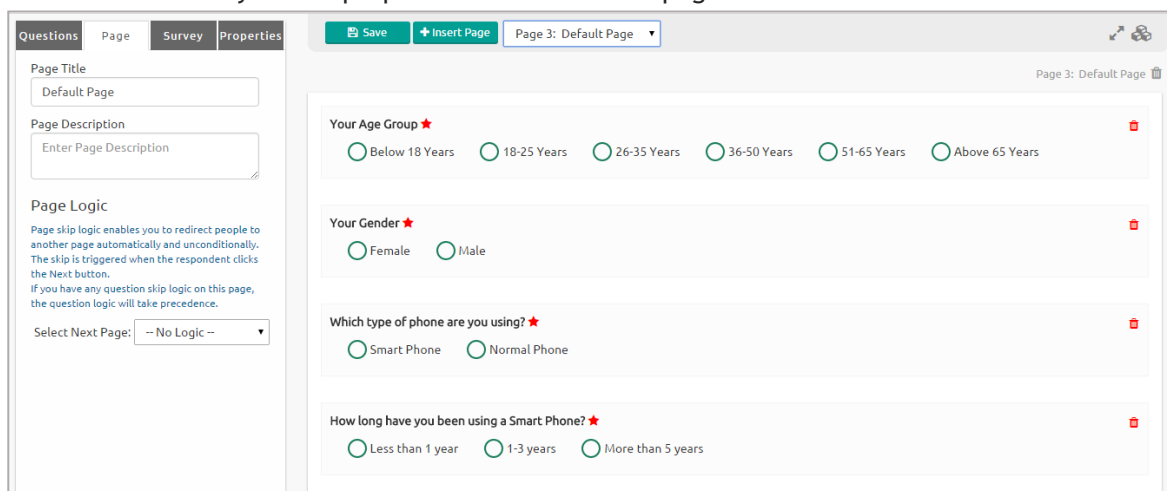 Questions Page Survey Properties
Save Insert Page Page 3: Default Page
Page 3: Default Page
Page Title
Default Page
Page Description
Enter Page Description
Page Logic
Page skip logic enables you to redirect people to
another page automatically and unconditionally.
The skip is triggered when the respondent clicks
the Next button.
If you have any question skip logic on this page,
the question logic will take precedence.
Select Next Page: -- No Logic --
Your Age Group
Below 18 Years 18-25 Years 26-35 Years 36-50 Years 51-65 Years Above 65 Years
Your Gender
Female Male
Which type of phone are you using?
Smart Phone Normal Phone
How long have you been using a Smart Phone?
Less than 1 year 1-3 years More than 5 years